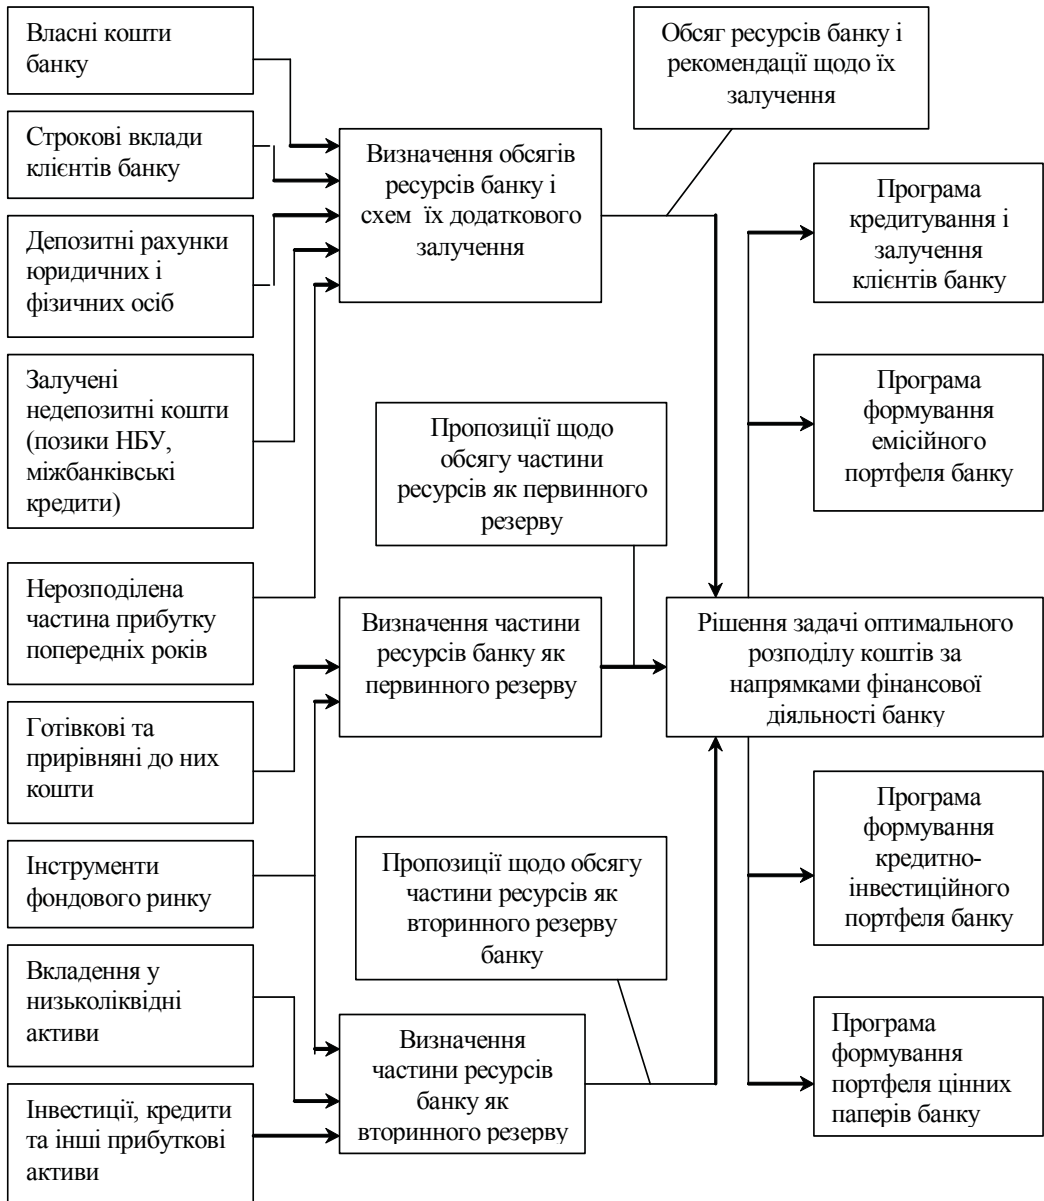 Власні кошти
банку
Строкові вклади
клієнтів банку
Депозитні рахунки
юридичних і
фізичних осіб
Залучені
недепозитні кошти
(позики НБУ,
міжбанківські
кредити)
Нерозподілена
частина прибутку
попередніх років
Готівкові та
прирівняні до них
кошти
Інструменти
фондового ринку
Вкладення у
низьколіквідні
активи
Інвестиції, кредити
та інші прибуткові
активи
Визначення обсягів
ресурсів банку і
схем їх додаткового
залучення
Визначення частини
ресурсів банку як
первинного резерву
Визначення
частини ресурсів
банку як
вторинного резерву
Обсяг ресурсів банку і
рекомендації щодо їх
залучення
Пропозиції щодо
обсягу частини
ресурсів як первинного
резерву
Пропозиції щодо обсягу
частини ресурсів як
вторинного резерву
банку
Рішення задачі оптимального
розподілу коштів за
напрямками фінансової
діяльності банку
Програма
кредитування і
залучення
клієнтів банку
Програма
формування
емісійного
портфеля банку
Програма
формування
кредитно-
інвестиційного
портфеля банку
Програма
формування
портфеля цінних
паперів банку